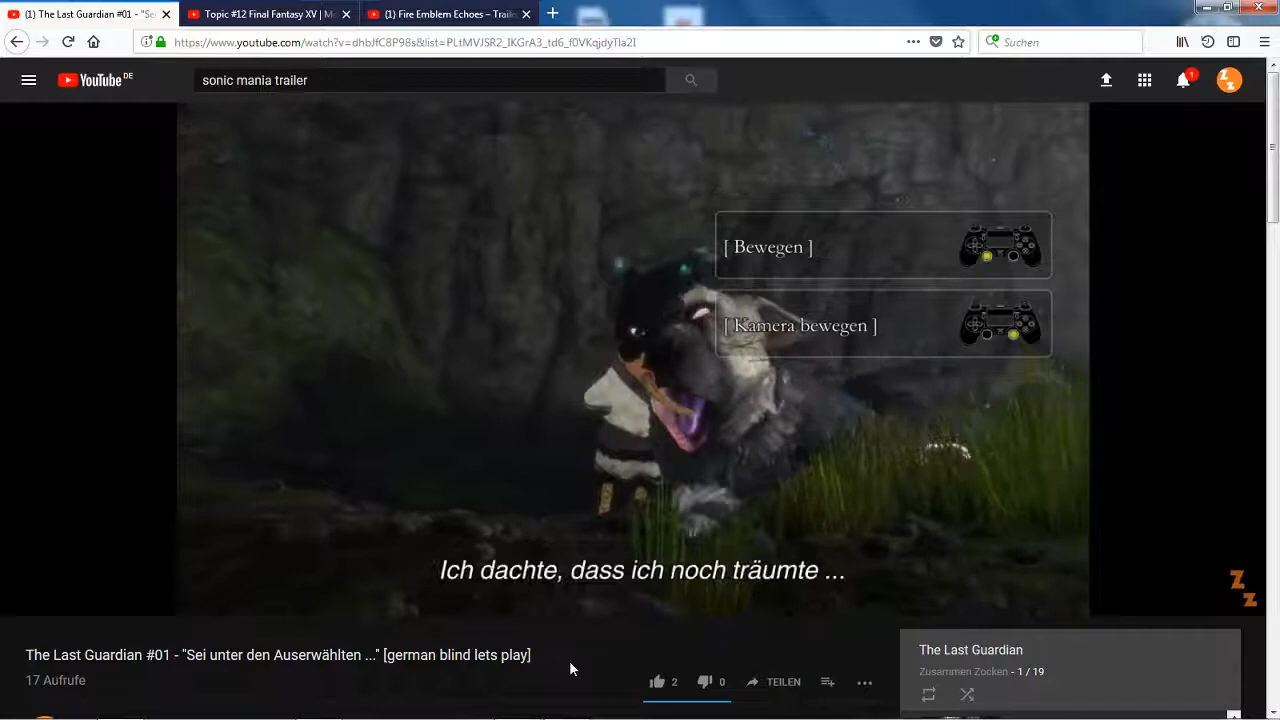 (1) The Last Guardian #01 - "Se
Topic #12 Final Fantasy XV | Me
(1) Fire Emblem Echoes – Traile
https://www.youtube.com/watch?v=dhbJfC8P98s&list=PLtMVJSR2_IKGrA3_td6_f0VKqjdyTla2I
Suchen
YouTube DE
sonic mania trailer
1
[ Bewegen ]
[ Kamera bewegen ]
Ich dachte, dass ich noch träumte ...
Z
Z
The Last Guardian #01 - "Sei unter den Auserwählten ..." [german blind lets play]
17 Aufrufe
2
0
TEILEN
The Last Guardian
Zusammen Zocken - 1 / 19